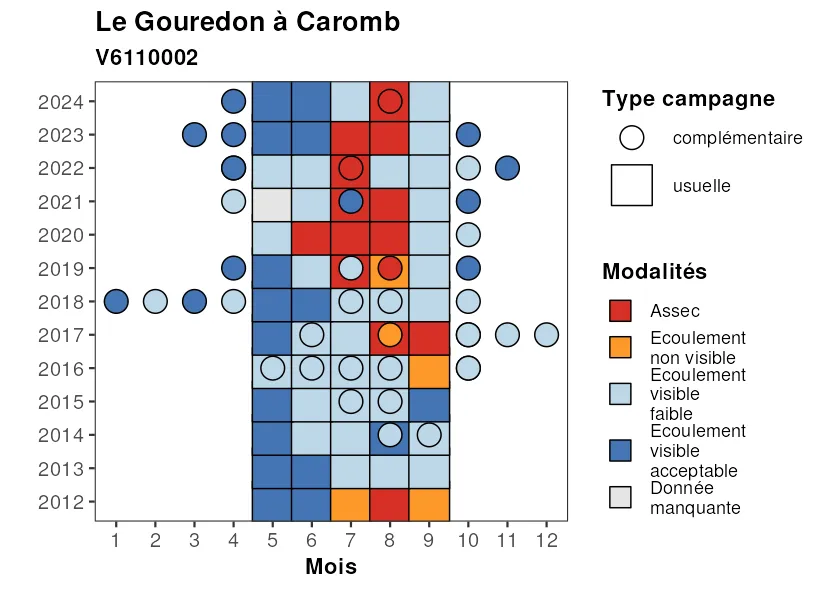 Le Gouredon à Caromb
V6110002
2024
2023
2022
2021
2020
2019
2018
2017
2016
2015
2014
2013
2012
1 2 3 4 5 6 7 8 9 10 11 12
Mois
Type campagne
complémentaire
usuelle
Modalités
Assec
Ecoulement
non visible
Ecoulement
visible
faible
Ecoulement
visible
acceptable
Donnée
manquante